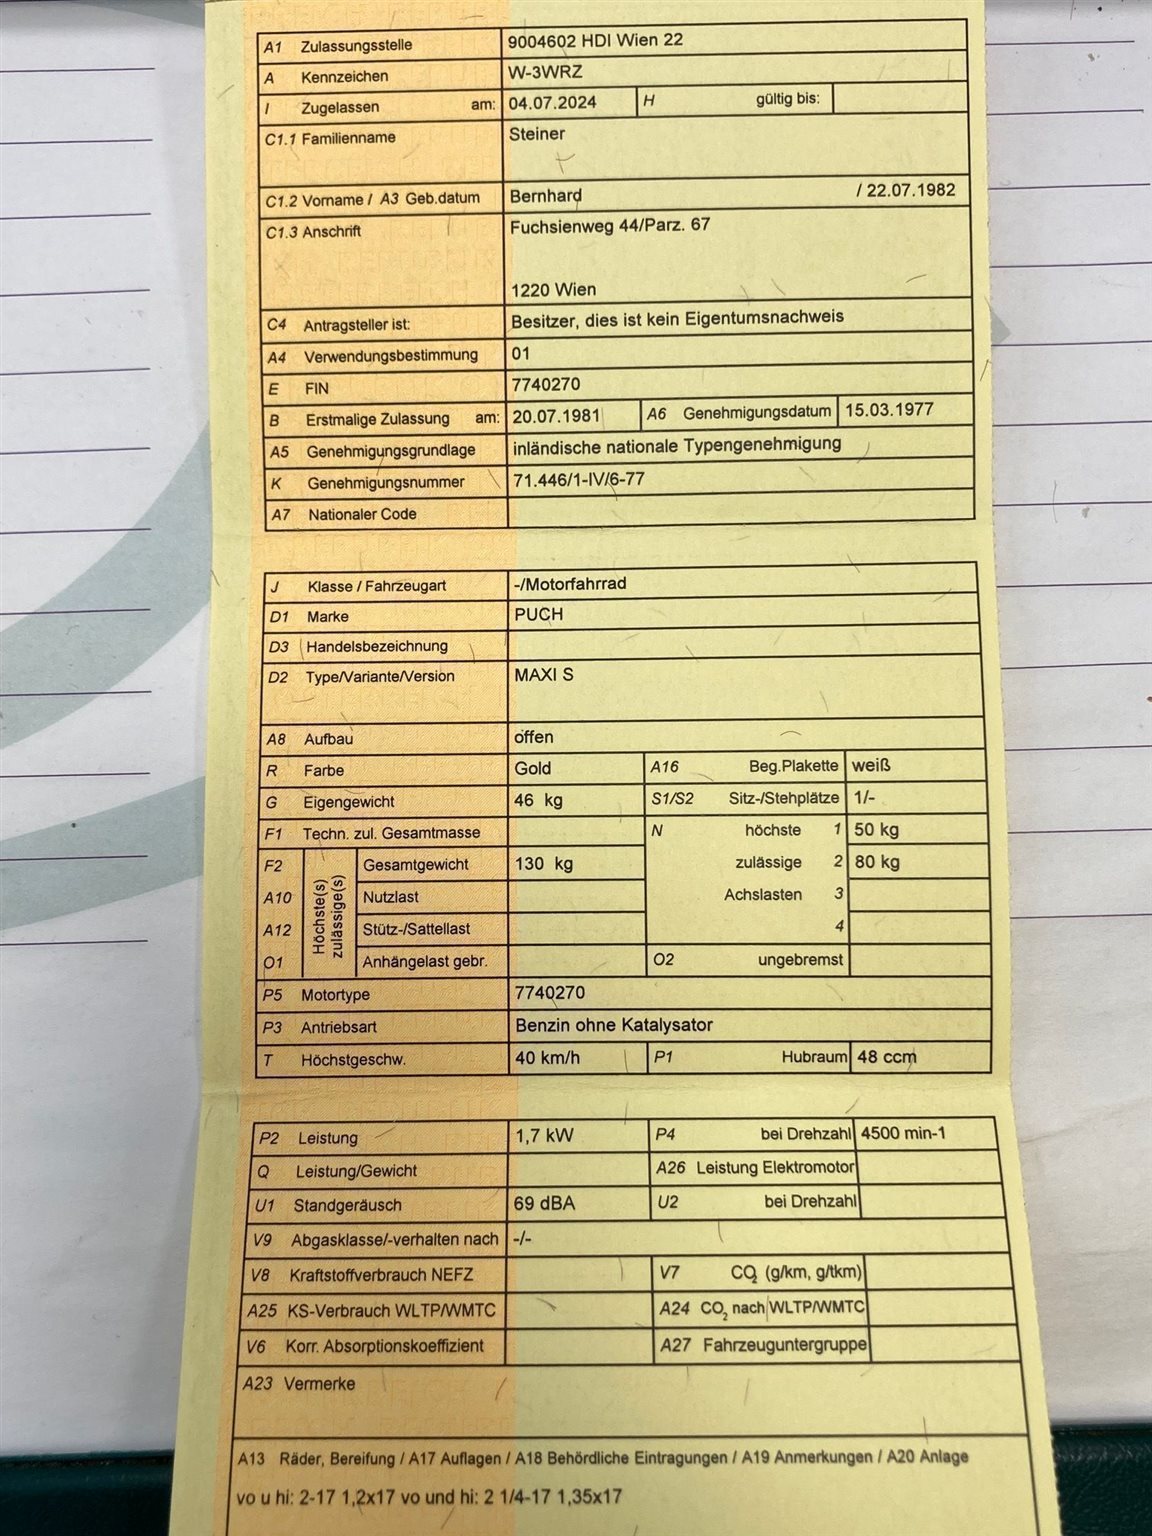 A1 Zulassungsstelle 9004602 HDI Wien 22
A Kennzeichen W-3WRZ
I Zugelassen am: 04.07.2024 H gültig bis:
C1.1 Familienname Steiner
C1.2 Vorname / A3 Geb.datum Bernhard / 22.07.1982
C1.3 Anschrift Fuchsienweg 44/Parz. 67
1220 Wien
C4 Antragsteller ist: Besitzer, dies ist kein Eigentumsnachweis
A4 Verwendungsbestimmung 01
E FIN 7740270
B Erstmalige Zulassung am: 20.07.1981 A6 Genehmigungsdatum 15.03.1977
A5 Genehmigungsgrundlage inländische nationale Typengenehmigung
K Genehmigungsnummer 71.446/1-IV/6-77
A7 Nationaler Code
J Klasse / Fahrzeugart -/Motorfahrrad
D1 Marke PUCH
D3 Handelsbezeichnung
D2 Type/Variante/Version MAXI S
A8 Aufbau offen
R Farbe Gold A16 Beg.Plakette weiß
G Eigengewicht 46 kg S1/S2 Sitz-/Stehplätze 1/-
F1 Techn. zul. Gesamtmasse N höchste 1 50 kg
F2 Höchste(s) zulässige(s) Gesamtgewicht 130 kg zulässige 2 80 kg
A10 Nutzlast Achslasten 3
A12 Stütz-/Sattellast 4
O1 Anhängelast gebr. O2 ungebremst
P5 Motortype 7740270
P3 Antriebsart Benzin ohne Katalysator
T Höchstgeschw. 40 km/h P1 Hubraum 48 ccm
P2 Leistung 1,7 kW P4 bei Drehzahl 4500 min-1
Q Leistung/Gewicht A26 Leistung Elektromotor
U1 Standgeräusch 69 dBA U2 bei Drehzahl
V9 Abgasklasse/-verhalten nach -/-
V8 Kraftstoffverbrauch NEFZ V7 CO2 (g/km, g/tkm)
A25 KS-Verbrauch WLTP/WMTC A24 CO2 nach WLTP/WMTC
V6 Korr. Absorptionskoeffizient A27 Fahrzeuguntergruppe
A23 Vermerke
A13 Räder, Bereifung / A17 Auflagen / A18 Behördliche Eintragungen / A19 Anmerkungen / A20 Anlage
vo u hi: 2-17 1,2x17 vo und hi: 2 1/4-17 1,35x17